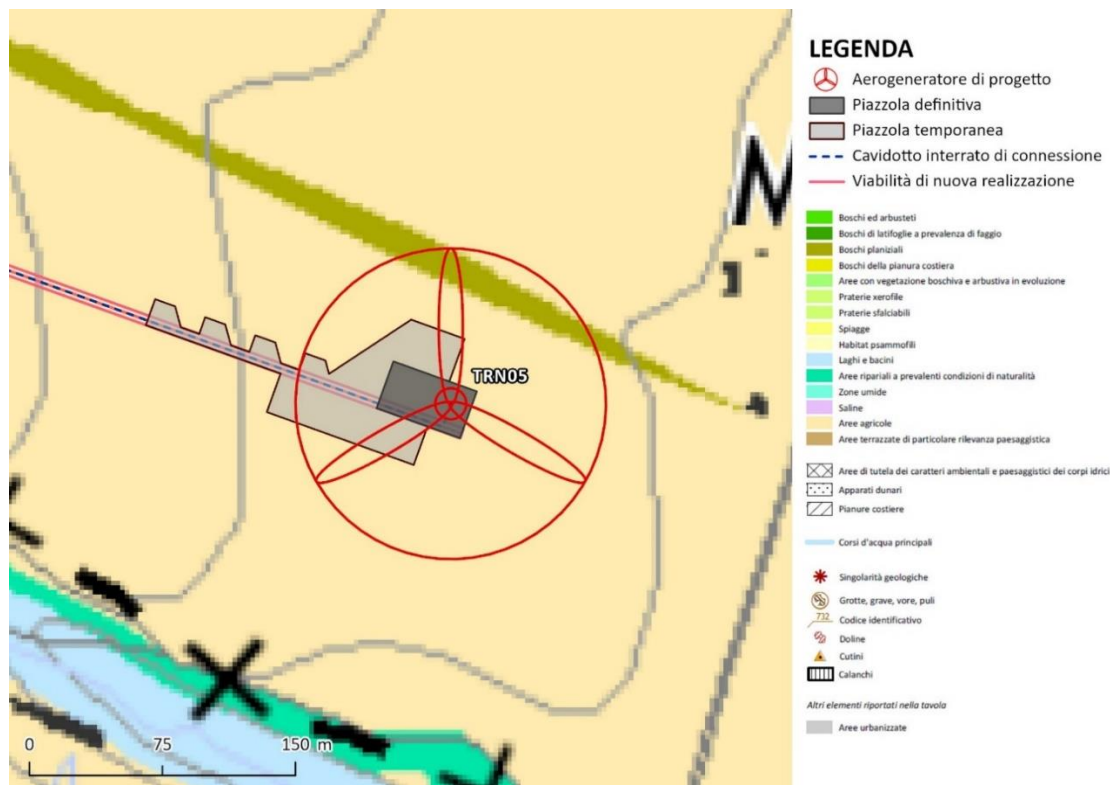 TRN05
0 75 150 m
LEGENDA
Aerogeneratore di progetto
Piazzola definitiva
Piazzola temporanea
Cavidotto interrato di connessione
Viabilità di nuova realizzazione
Boschi ed arbusteti
Boschi di latifoglie a prevalenza di faggio
Boschi planiziali
Boschi della pianura costiera
Aree con vegetazione boschiva e arbustiva in evoluzione
Praterie xerofile
Praterie sfalciabili
Spiagge
Habitat psammofili
Laghi e bacini
Aree ripariali a prevalenti condizioni di naturalità
Zone umide
Saline
Aree agricole
Aree terrazzate di particolare rilevanza paesaggistica
Aree di tutela dei caratteri ambientali e paesaggistici dei corpi idrici
Apparati dunari
Pianure costiere
Corsi d'acqua principali
Singolarità geologiche
Grotte, grave, vore, puli
732 Codice identificativo
Doline
Cutini
Calanchi
Altri elementi riportati nella tavola
Aree urbanizzate